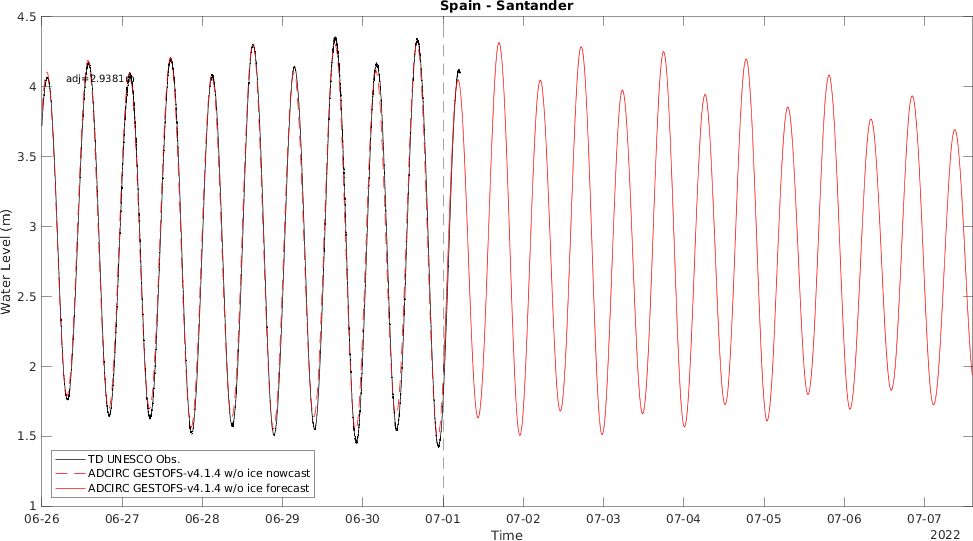 Spain - Santander
4.5
4
3.5
3
2.5
2
1.5
1
Water Level (m)
adj=2.9381m
TD UNESCO Obs.
ADCIRC GESTOFS-v4.1.4 w/o ice nowcast
ADCIRC GESTOFS-v4.1.4 w/o ice forecast
06-26 06-27 06-28 06-29 06-30 07-01 07-02 07-03 07-04 07-05 07-06 07-07
Time
2022